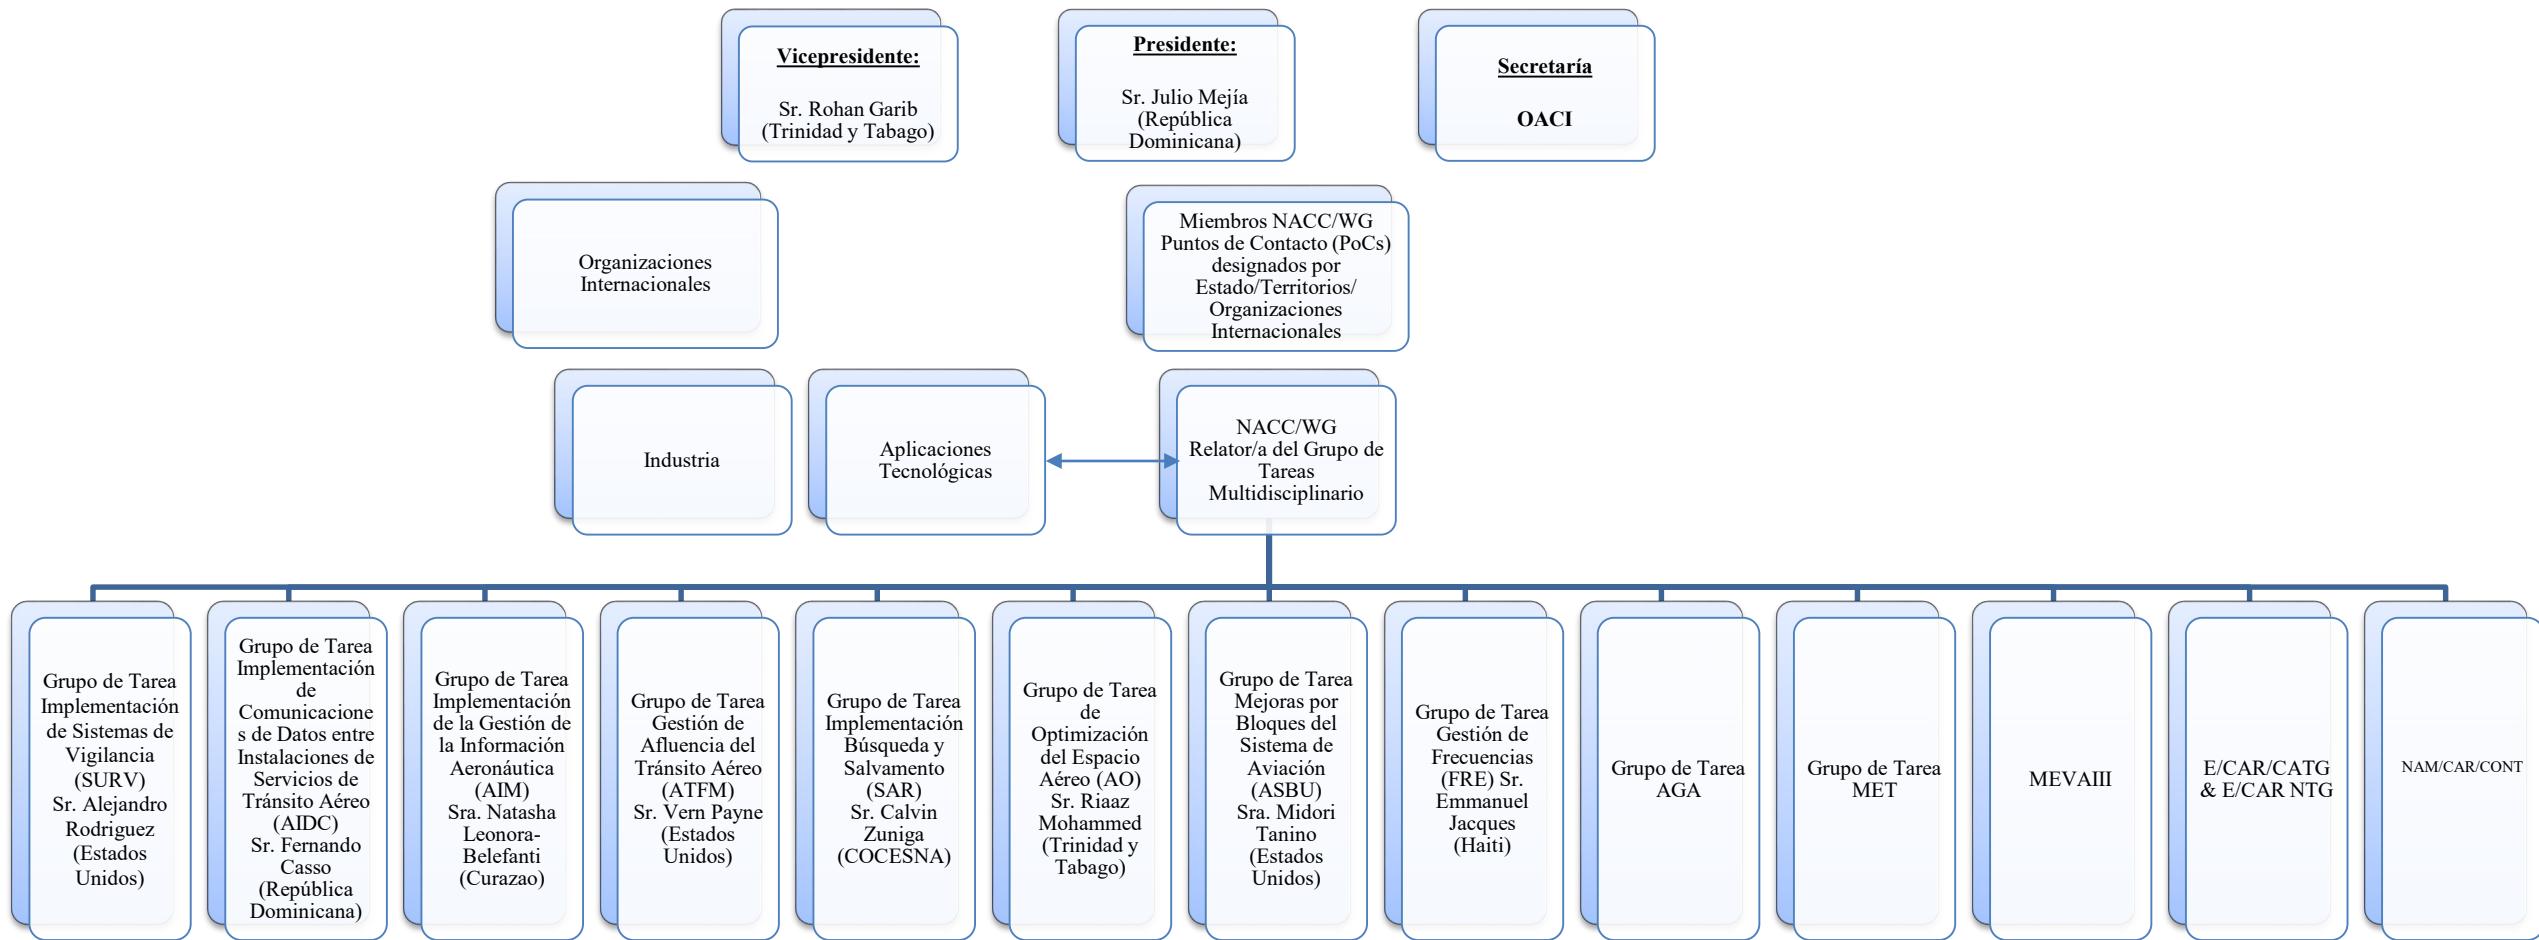 Vicepresidente:
Sr. Rohan Garib
(Trinidad y Tabago)
Presidente:
Sr. Julio Mejía
(República
Dominicana)
Secretaría
OACI
Organizaciones
Internacionales
Miembros NACC/WG
Puntos de Contacto (PoCs)
designados por
Estado/Territorios/
Organizaciones
Internacionales
Industria
Aplicaciones
Tecnológicas
NACC/WG
Relator/a del Grupo de
Tareas
Multidisciplinario
Grupo de Tarea
Implementación
de Sistemas de
Vigilancia
(SURV)
Sr. Alejandro
Rodriguez
(Estados
Unidos)
Grupo de Tarea
Implementación
de
Comunicacione
s de Datos entre
Instalaciones de
Servicios de
Tránsito Aéreo
(AIDC)
Sr. Fernando
Casso
(República
Dominicana)
Grupo de Tarea
Implementación
de la Gestión de
la Información
Aeronáutica
(AIM)
Sra. Natasha
Leonora-
Belefanti
(Curazao)
Grupo de Tarea
Gestión de
Afluencia del
Tránsito Aéreo
(ATFM)
Sr. Vern Payne
(Estados
Unidos)
Grupo de Tarea
Implementación
Búsqueda y
Salvamento
(SAR)
Sr. Calvin
Zuniga
(COCESNA)
Grupo de Tarea
de
Optimización
del Espacio
Aéreo (AO)
Sr. Riaaz
Mohammed
(Trinidad y
Tabago)
Grupo de Tarea
Mejoras por
Bloques del
Sistema de
Aviación
(ASBU)
Sra. Midori
Tanino
(Estados
Unidos)
Grupo de Tarea
Gestión de
Frecuencias
(FRE) Sr.
Emmanuel
Jacques
(Haiti)
Grupo de Tarea
AGA
Grupo de Tarea
MET
MEVAIII
E/CAR/CATG
& E/CAR NTG
NAM/CAR/CONT